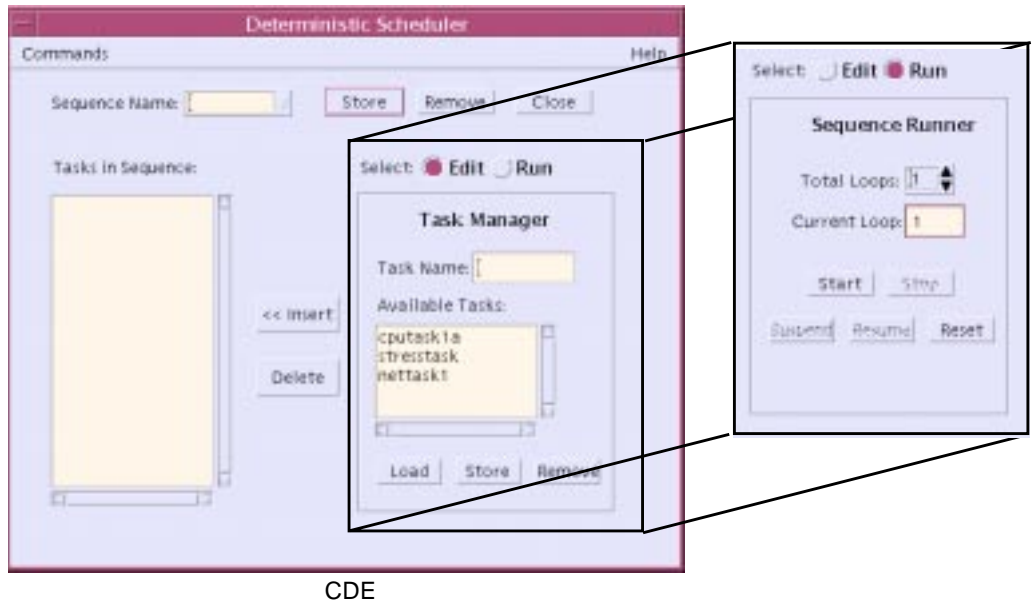 Deterministic Scheduler
Commands Help
Sequence Name: Store Remove Close
Tasks in Sequence:
<< Insert
Delete
Select: Edit Run
Task Manager
Task Name:
Available Tasks:
cputask1a
stresstask
nettask1
Load Store Remove
Select: Edit Run
Sequence Runner
Total Loops: 1
Current Loop: 1
Start Stop
Suspend Resume Reset
CDE